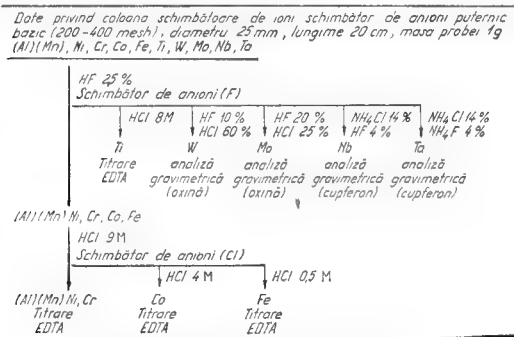 Date privind coloana schimbătoare de ioni schimbător de anioni puternic
bazic (200-400 mesh), diametru 25 mm, lungime 20 cm, masa probei 1g
(Al)(Mn), Ni, Cr, Co, Fe, Ti, W, Mo, Nb, Ta
HF 2,5 %
Schimbător de anioni (F)
HCl 8M HF 10 % HF 20 % NH4Cl 14 % NH4Cl 14 %
HCl 60 % HCl 25 % HF 4 % NH4F 4 %
Ti W Mo Nb Ta
Titrare analiză analiză analiză analiză
EDTA gravimetrică gravimetrică gravimetrică gravimetrică
(oxină) (oxină) (cupferon) (cupferon)
(Al)(Mn) Ni, Cr, Co, Fe
HCl 9 M
Schimbător de anioni (Cl)
HCl 4 M HCl 0,5 M
(Al)(Mn) Ni, Cr Co Fe
Titrare Titrare Titrare
EDTA EDTA EDTA